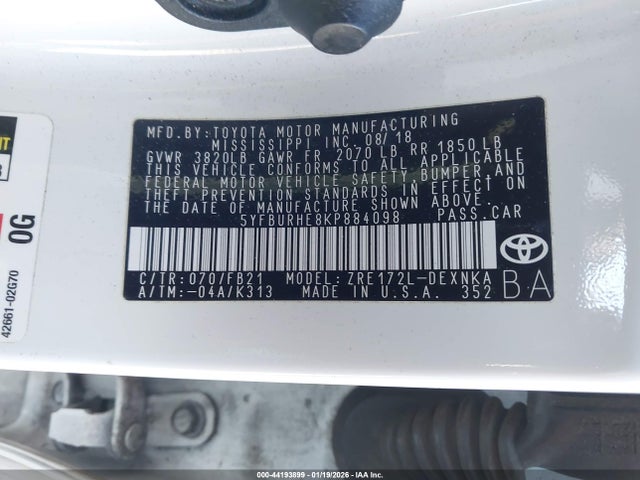 MFD. BY: TOYOTA MOTOR MANUFACTURING
MISSISSIPPI INC. 08/18
GVWR 3820LB GAWR FR 2070 LB RR 1850 LB
THIS VEHICLE CONFORMS TO ALL APPLICABLE
FEDERAL MOTOR VEHICLE SAFETY, BUMPER, AND
THEFT PREVENTION STANDARDS IN EFFECT ON
THE DATE OF MANUFACTURE SHOWN ABOVE.
5YFBURHE8KP884098 PASS.CAR
C/TR: 070/FB21 MODEL: ZRE172L-DEXNKA
A/TM: -04A/K313 MADE IN U.S.A. 352
BA
OG
42661-02G70
000-44193899 - 01/19/2026 - IAA Inc.